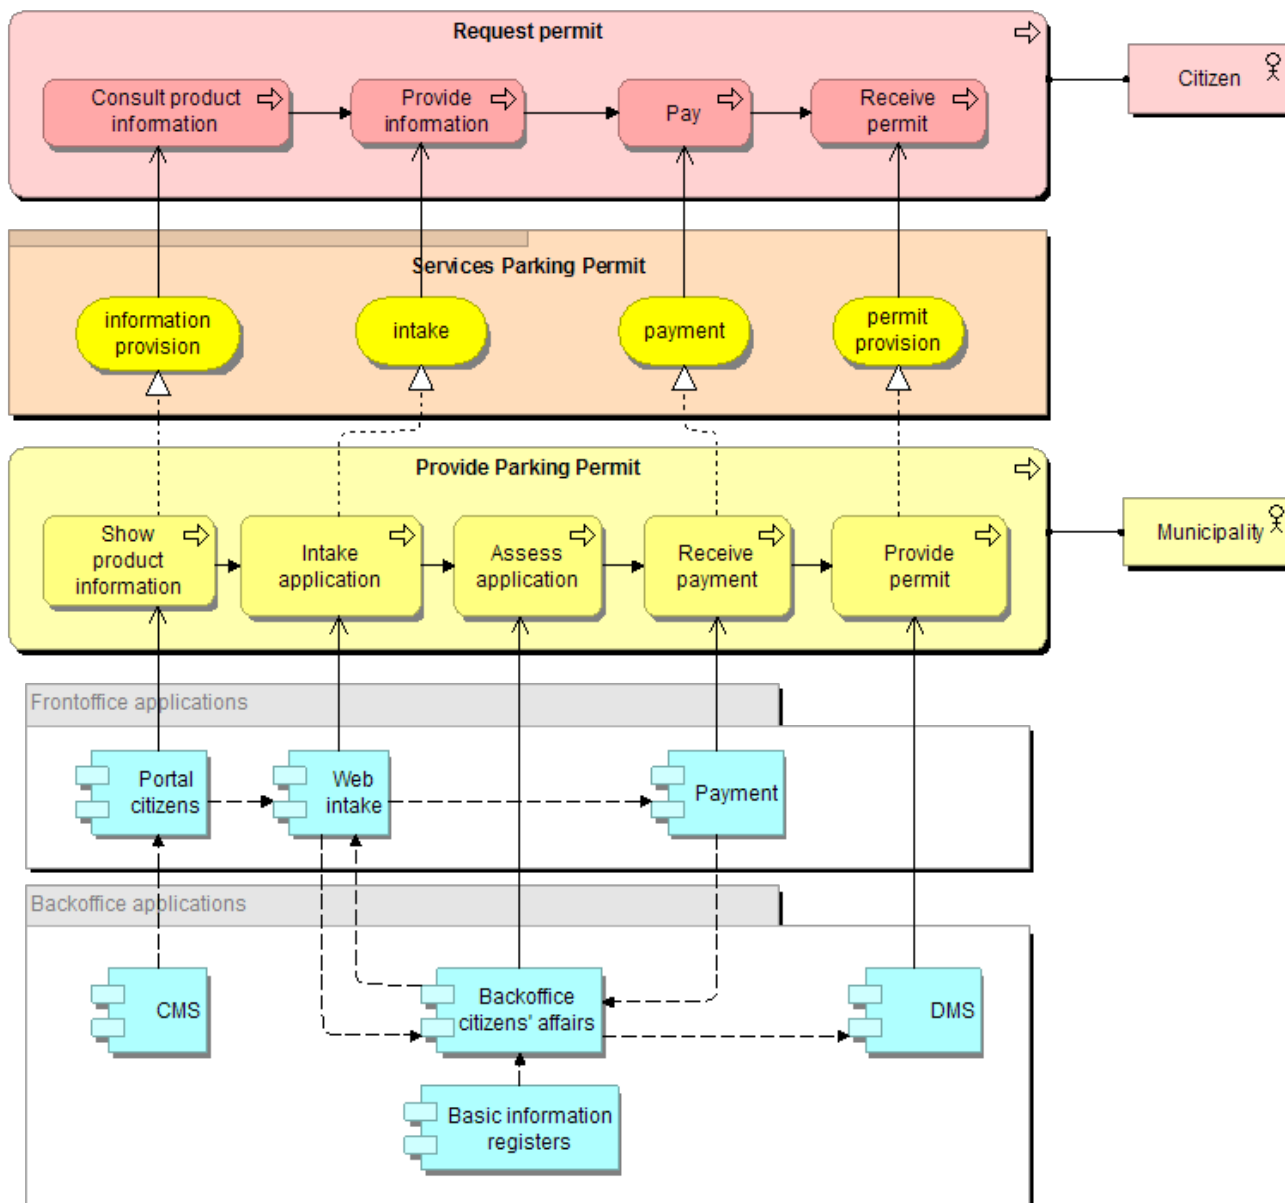 Request permit
Consult product
information
Provide
information
Pay
Receive
permit
Citizen
Services Parking Permit
information
provision
intake
payment
permit
provision
Provide Parking Permit
Show
product
information
Intake
application
Assess
application
Receive
payment
Provide
permit
Municipality
Frontoffice applications
Portal
citizens
Web
intake
Payment
Backoffice applications
CMS
Backoffice
citizens' affairs
DMS
Basic information
registers